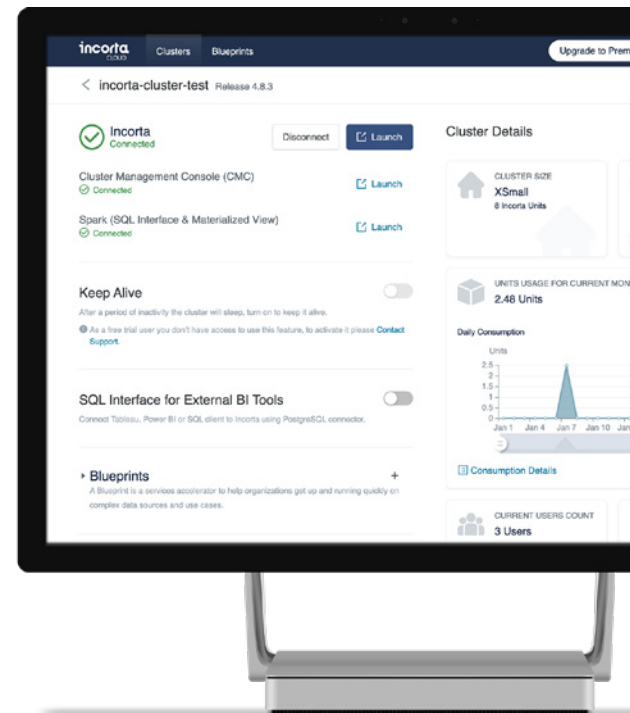 incorta
CLOUD
Clusters
Blueprints
Upgrade to Prem
< incorta-cluster-test Release 4.8.3
Incorta
Connected
Disconnect
Launch
Cluster Management Console (CMC)
Connected
Launch
Spark (SQL Interface & Materialized View)
Connected
Launch
Keep Alive
After a period of inactivity the cluster will sleep, turn on to keep it alive.
As a free trial user you don't have access to use this feature, to activate it please Contact
Support.
SQL Interface for External BI Tools
Connect Tableau, Power BI or SQL client to Incorta using PostgreSQL connector.
Blueprints
+
A Blueprint is a services accelerator to help organizations get up and running quickly on
complex data sources and use cases.
Cluster Details
CLUSTER SIZE
XSmall
8 Incorta Units
UNITS USAGE FOR CURRENT MON
2.48 Units
Daily Consumption
Units
2.5
2
1.5
1
0.5
0
Jan 1 Jan 4 Jan 7 Jan 10 Jan
Consumption Details
CURRENT USERS COUNT
3 Users